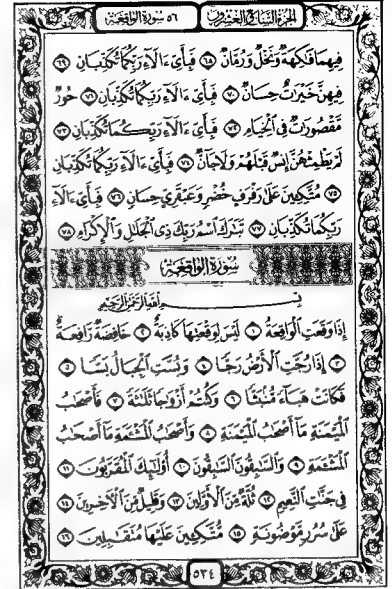 الجزء السابع والعشرون ٥٦ سورة الواقعة
فِيهِمَا فَٰكِهَةٌ وَنَخْلٌ وَرُمَّانٌ ٦٨ فَبِأَيِّ ءَالَآءِ رَبِّكُمَا تُكَذِّبَانِ ٦٩
فِيهِنَّ خَيْرَٰتٌ حِسَانٌ ٧٠ فَبِأَيِّ ءَالَآءِ رَبِّكُمَا تُكَذِّبَانِ ٧١ حُورٌ
مَّقْصُورَٰتٌ فِي ٱلْخِيَامِ ٧٢ فَبِأَيِّ ءَالَآءِ رَبِّكُمَا تُكَذِّبَانِ ٧٣
لَمْ يَطْمِثْهُنَّ إِنسٌ قَبْلَهُمْ وَلَا جَآنٌّ ٧٤ فَبِأَيِّ ءَالَآءِ رَبِّكُمَا تُكَذِّبَانِ
٧٥ مُتَّكِـِٔينَ عَلَىٰ رَفْرَفٍ خُضْرٍ وَعَبْقَرِيٍّ حِسَانٍ ٧٦ فَبِأَيِّ ءَالَآءِ
رَبِّكُمَا تُكَذِّبَانِ ٧٧ تَبَٰرَكَ ٱسْمُ رَبِّكَ ذِي ٱلْجَلَٰلِ وَٱلْإِكْرَامِ ٧٨
سُورَةُ الوَاقِعَةِ
بِسْمِ ٱللَّهِ ٱلرَّحْمَٰنِ ٱلرَّحِيمِ
إِذَا وَقَعَتِ ٱلْوَاقِعَةُ ١ لَيْسَ لِوَقْعَتِهَا كَاذِبَةٌ ٢ خَافِضَةٌ رَّافِعَةٌ
٣ إِذَا رُجَّتِ ٱلْأَرْضُ رَجًّا ٤ وَبُسَّتِ ٱلْجِبَالُ بَسًّا ٥
فَكَانَتْ هَبَآءً مُّنۢبَثًّا ٦ وَكُنتُمْ أَزْوَٰجًا ثَلَٰثَةً ٧ فَأَصْحَٰبُ
ٱلْمَيْمَنَةِ مَآ أَصْحَٰبُ ٱلْمَيْمَنَةِ ٨ وَأَصْحَٰبُ ٱلْمَشْـَٔمَةِ مَآ أَصْحَٰبُ
ٱلْمَشْـَٔمَةِ ٩ وَٱلسَّٰبِقُونَ ٱلسَّٰبِقُونَ ١٠ أُو۟لَٰٓئِكَ ٱلْمُقَرَّبُونَ ١١
فِي جَنَّٰتِ ٱلنَّعِيمِ ١٢ ثُلَّةٌ مِّنَ ٱلْأَوَّلِينَ ١٣ وَقَلِيلٌ مِّنَ ٱلْءَاخِرِينَ ١٤
عَلَىٰ سُرُرٍ مَّوْضُونَةٍ ١٥ مُّتَّكِـِٔينَ عَلَيْهَا مُتَقَٰبِلِينَ ١٦
٥٣٤